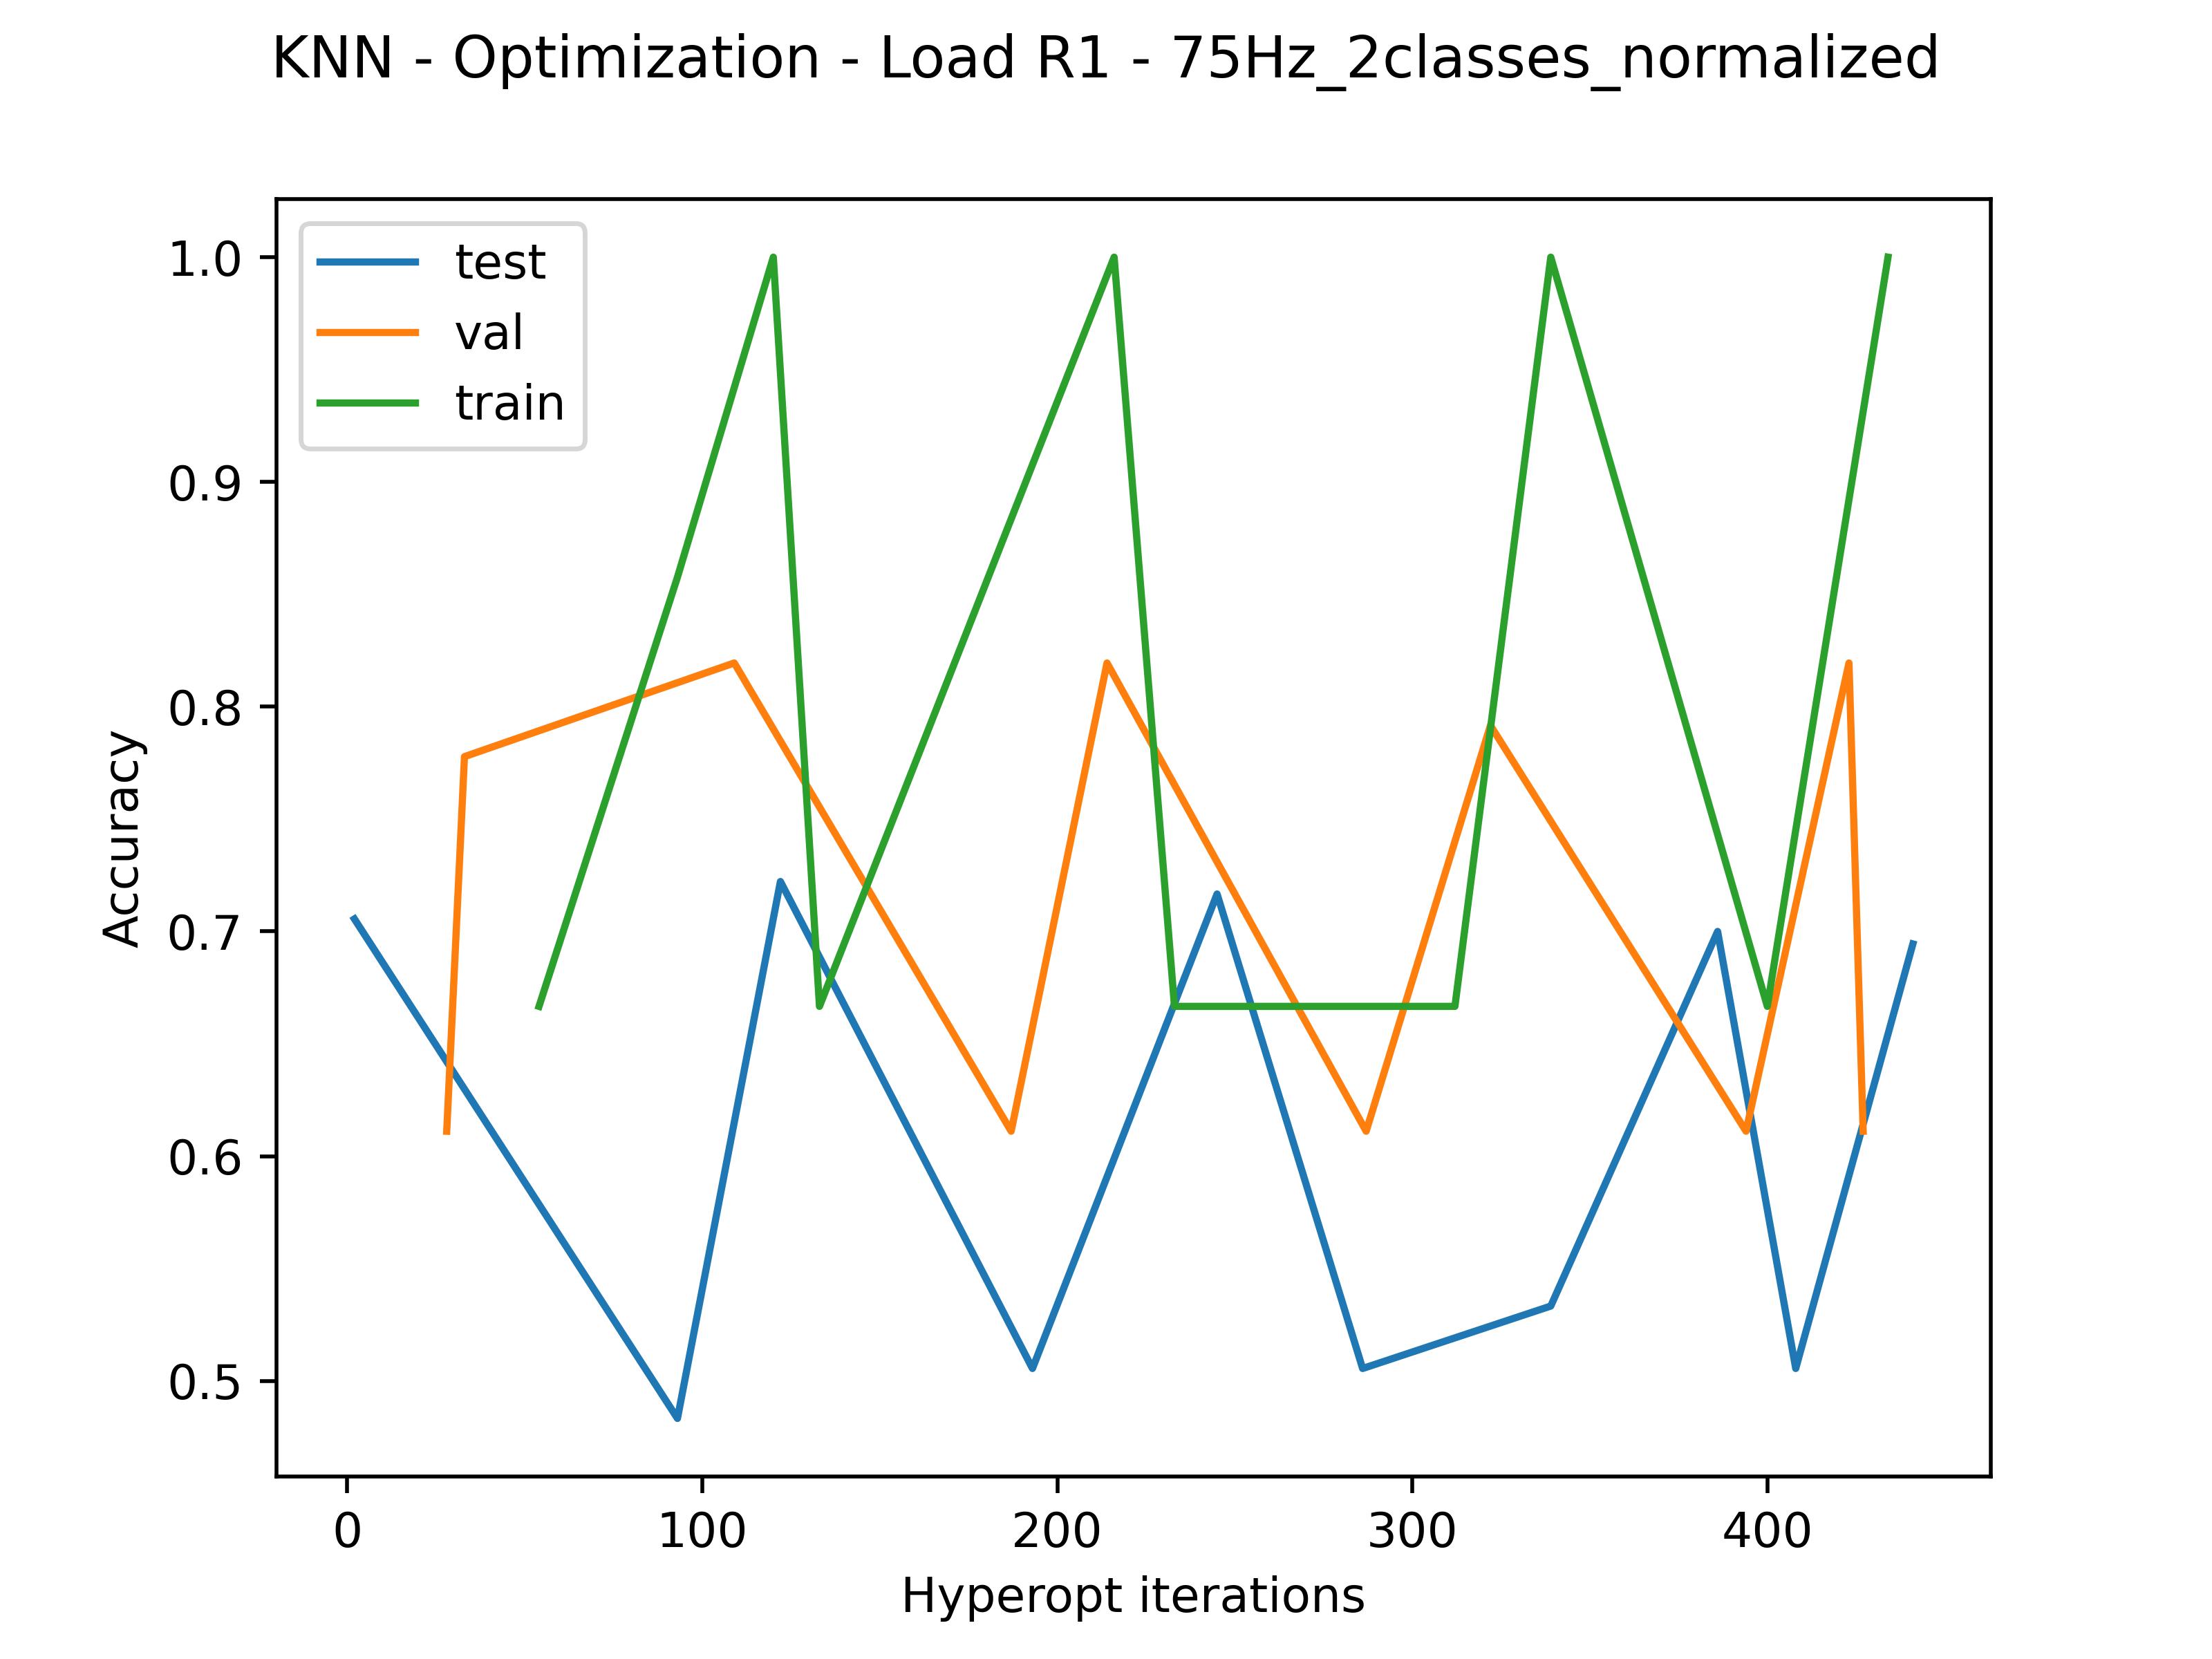 KNN - Optimization - Load R1 - 75Hz_2classes_normalized
test
val
train
1.0
0.9
0.8
0.7
0.6
0.5
Accuracy
0 100 200 300 400
Hyperopt iterations